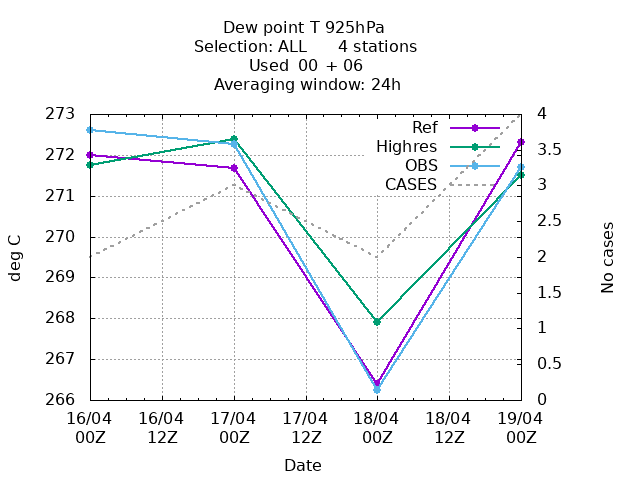 Dew point T 925hPa
Selection: ALL      4 stations
Used  00 + 06
Averaging window: 24h
273
272
271
270
269
268
267
266
deg C
4
3.5
3
2.5
2
1.5
1
0.5
0
No cases
Ref
Highres
OBS
CASES
16/04 16/04 17/04 17/04 18/04 18/04 19/04
00Z 12Z 00Z 12Z 00Z 12Z 00Z
Date